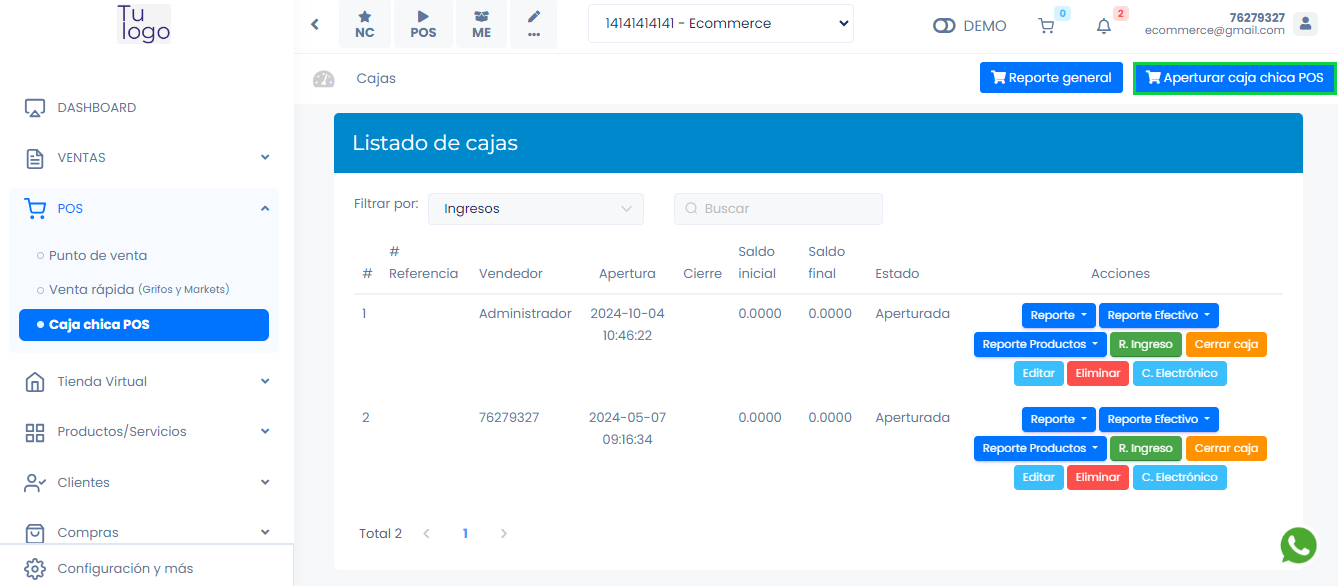 Tu
logo
NC
POS
ME
...
14141414141 - Ecommerce
DEMO
0
2
76279327
ecommerce@gmail.com
Cajas
Reporte general
Aperturar caja chica POS
DASHBOARD
VENTAS
POS
Punto de venta
Venta rápida (Grifos y Markets)
Caja chica POS
Tienda Virtual
Productos/Servicios
Clientes
Compras
Configuración y más
Listado de cajas
Filtrar por: Ingresos Buscar
# # Referencia Vendedor Apertura Cierre Saldo inicial Saldo final Estado Acciones
1 Administrador 2024-10-04 10:46:22 0.0000 0.0000 Aperturada
Reporte Reporte Efectivo
Reporte Productos R. Ingreso Cerrar caja
Editar Eliminar C. Electrónico
2 76279327 2024-05-07 09:16:34 0.0000 0.0000 Aperturada
Reporte Reporte Efectivo
Reporte Productos R. Ingreso Cerrar caja
Editar Eliminar C. Electrónico
Total 2 1